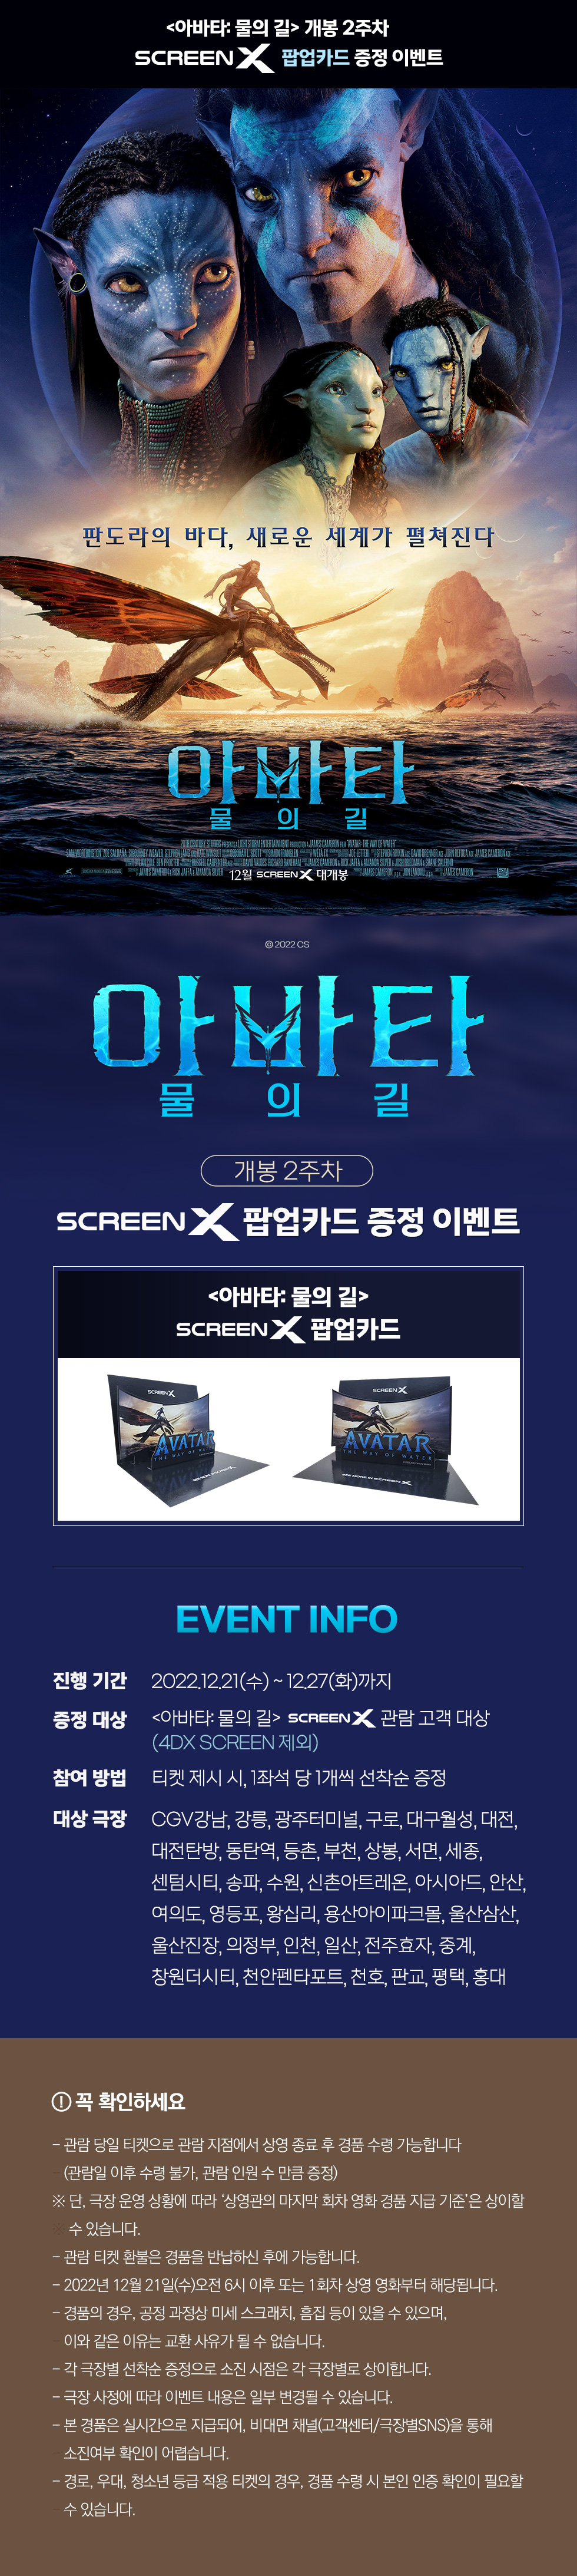 <아바타: 물의 길> 개봉 2주차
SCREENX 팝업카드 증정 이벤트
판도라의 바다, 새로운 세계가 펼쳐진다
아바타
물의 길
12월 SCREENX 대개봉
© 2022 CS
아바타
물의 길
개봉 2주차
SCREENX 팝업카드 증정 이벤트
<아바타: 물의 길>
SCREENX 팝업카드
SCREENX
AVATAR
THE WAY OF WATER
SCREENX
AVATAR
THE WAY OF WATER
EVENT INFO
진행 기간 2022.12.21(수) ~ 12.27(화)까지
증정 대상 <아바타: 물의 길> SCREENX 관람 고객 대상
(4DX SCREEN 제외)
참여 방법 티켓 제시 시, 1좌석 당 1개씩 선착순 증정
대상 극장 CGV강남, 강릉, 광주터미널, 구로, 대구월성, 대전,
대전탄방, 동탄역, 등촌, 부천, 상봉, 서면, 세종,
센텀시티, 송파, 수원, 신촌아트레온, 아시아드, 안산,
여의도, 영등포, 왕십리, 용산아이파크몰, 울산삼산,
울산진장, 의정부, 인천, 일산, 전주효자, 중계,
창원더시티, 천안펜타포트, 천호, 판교, 평택, 홍대
! 꼭 확인하세요
- 관람 당일 티켓으로 관람 지점에서 상영 종료 후 경품 수령 가능합니다
(관람일 이후 수령 불가, 관람 인원 수 만큼 증정)
※ 단, 극장 운영 상황에 따라 '상영관의 마지막 회차 영화 경품 지급 기준'은 상이할
수 있습니다.
- 관람 티켓 환불은 경품을 반납하신 후에 가능합니다.
- 2022년 12월 21일(수)오전 6시 이후 또는 1회차 상영 영화부터 해당됩니다.
- 경품의 경우, 공정 과정상 미세 스크래치, 흠집 등이 있을 수 있으며,
이와 같은 이유는 교환 사유가 될 수 없습니다.
- 각 극장별 선착순 증정으로 소진 시점은 각 극장별로 상이합니다.
- 극장 사정에 따라 이벤트 내용은 일부 변경될 수 있습니다.
- 본 경품은 실시간으로 지급되어, 비대면 채널(고객센터/극장별SNS)을 통해
소진여부 확인이 어렵습니다.
- 경로, 우대, 청소년 등급 적용 티켓의 경우, 경품 수령 시 본인 인증 확인이 필요할
수 있습니다.